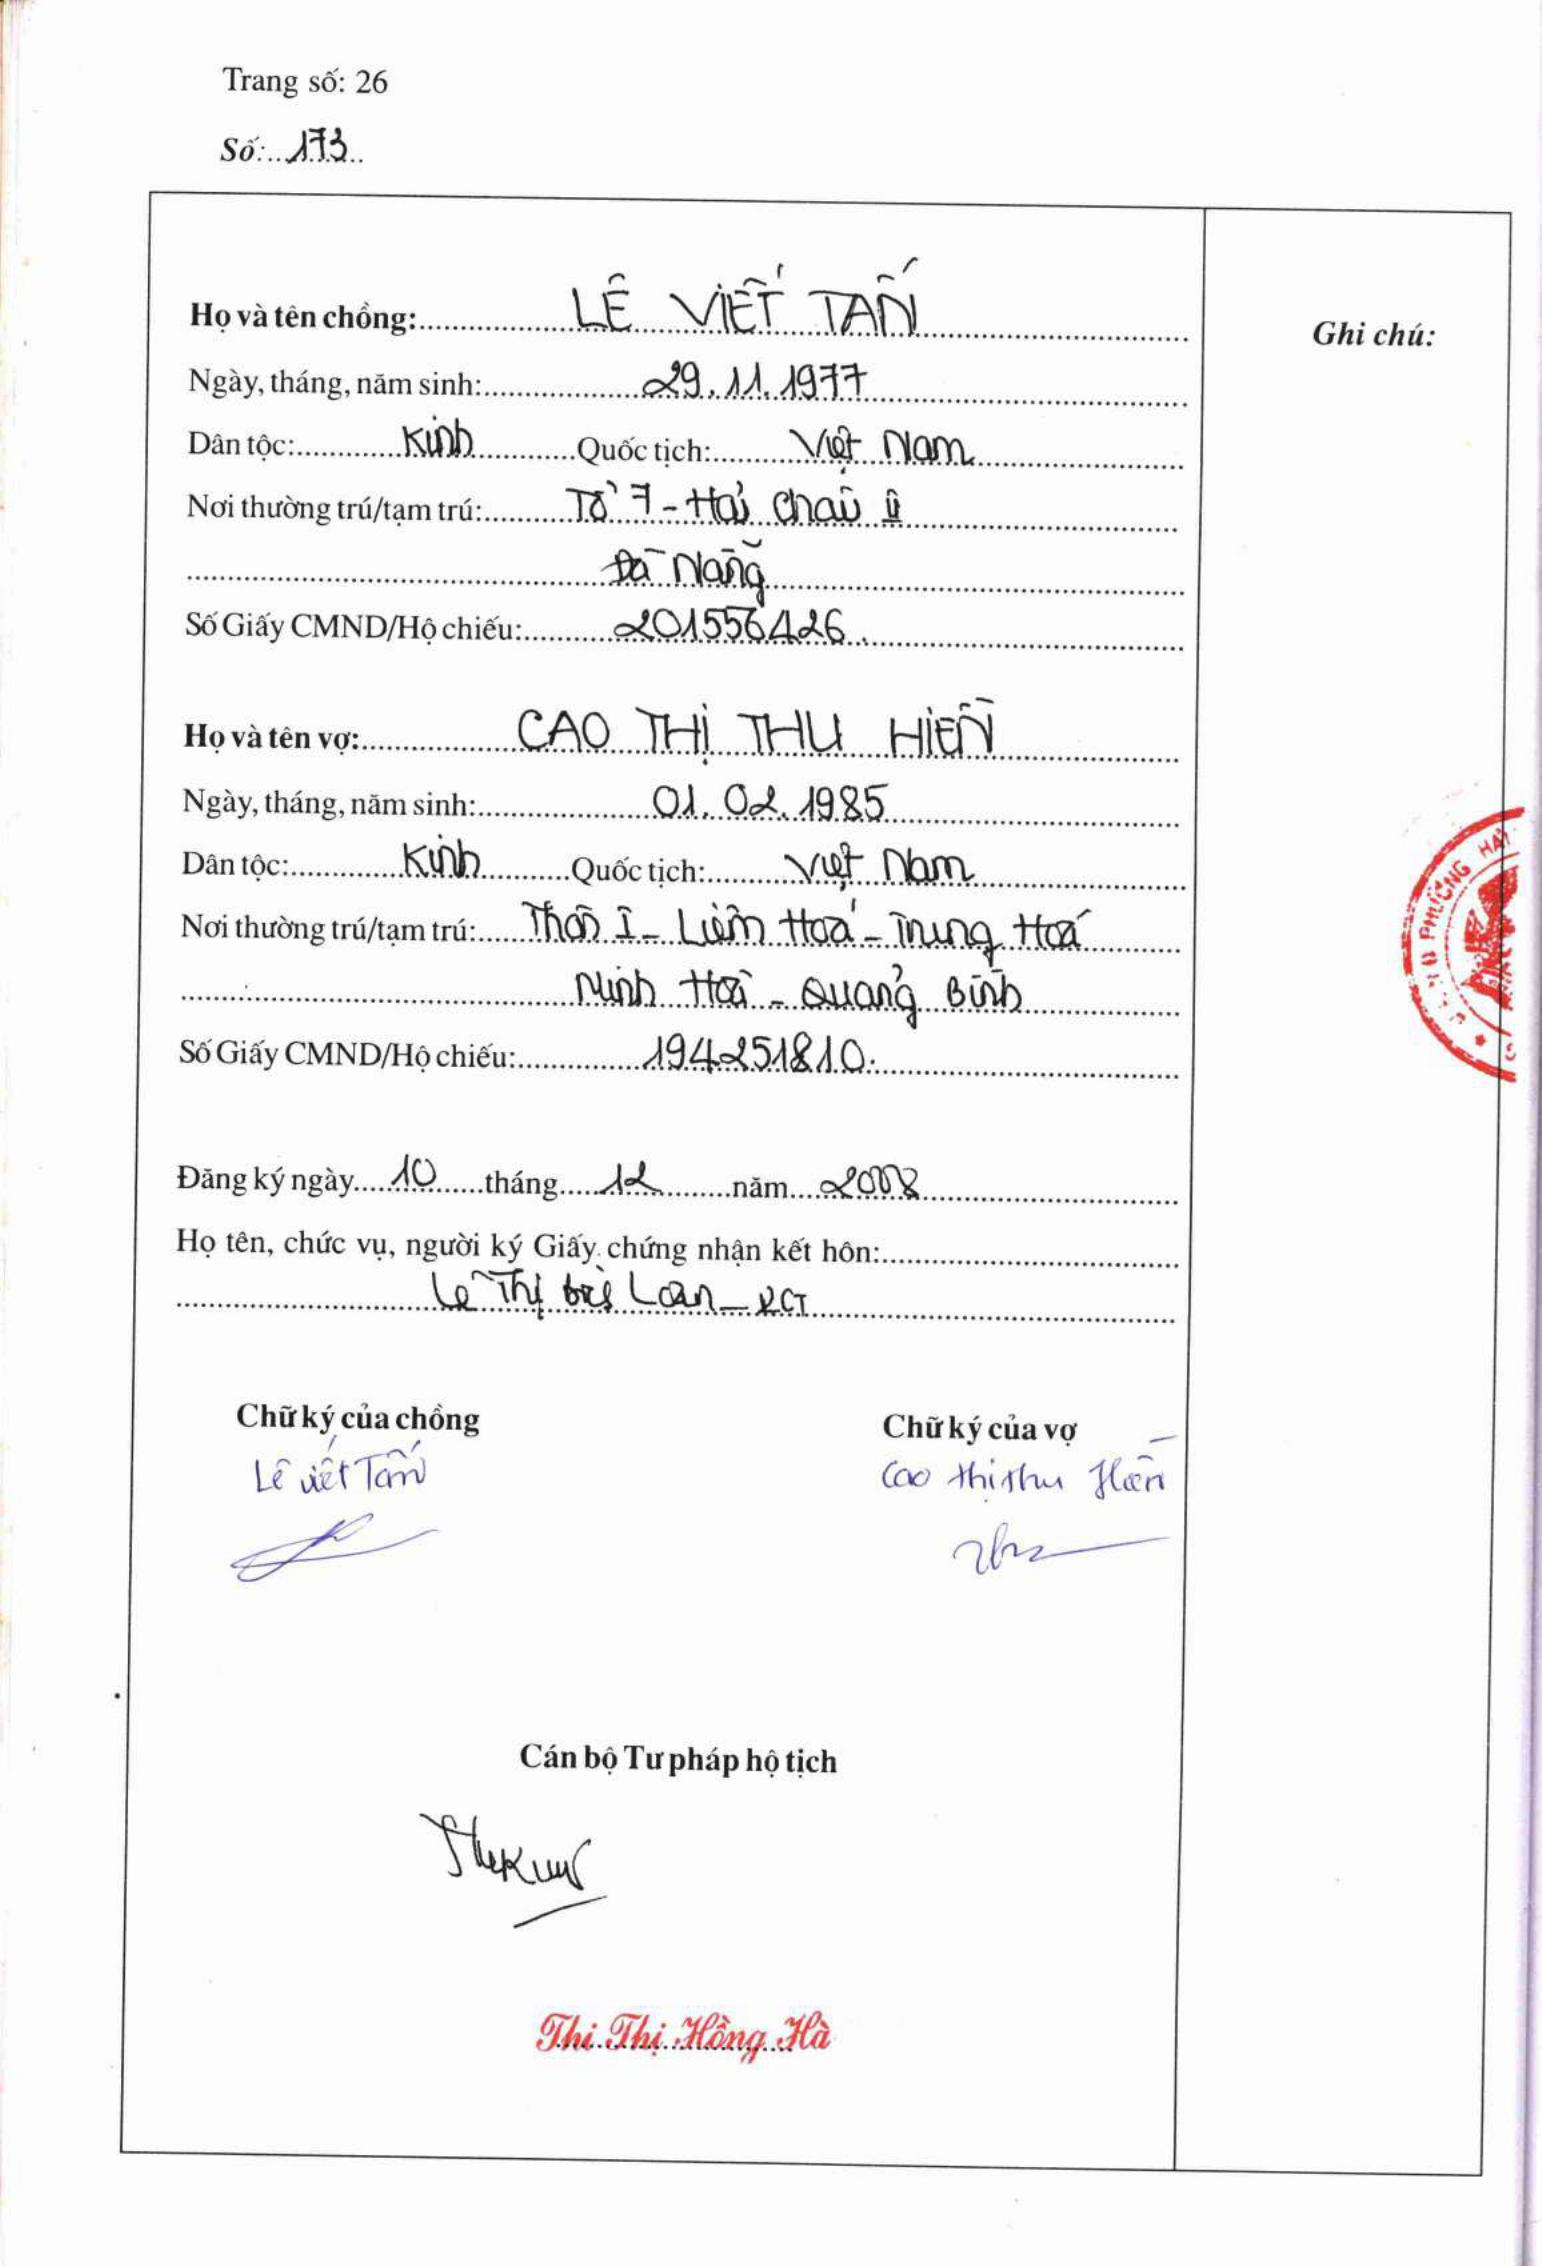 Trang số: 26
Số: 173
Họ và tên chồng: LÊ VIẾT TẤN
Ghi chú:
Ngày, tháng, năm sinh: 29.11.1977
Dân tộc: Kinh Quốc tịch: Việt Nam
Nơi thường trú/tạm trú: Tổ 7 - Hải Châu II
Đà Nẵng
Số Giấy CMND/Hộ chiếu: 201556426.
Họ và tên vợ: CAO THỊ THU HIỀN
Ngày, tháng, năm sinh: 01.02.1985
Dân tộc: Kinh Quốc tịch: Việt Nam
Nơi thường trú/tạm trú: Thôn I - Liêm Hoá - Trung Hoá
Minh Hoá - Quảng Bình
Số Giấy CMND/Hộ chiếu: 194251810.
Đăng ký ngày 10 tháng 12 năm 2008
Họ tên, chức vụ, người ký Giấy chứng nhận kết hôn:
Lê Thị Loan - PCT
Chữ ký của chồng Chữ ký của vợ
Lê Viết Tấn Cao Thị Thu Hiền
Cán bộ Tư pháp hộ tịch
Thi Thị Hồng Hà
PHƯỜNG HẢI